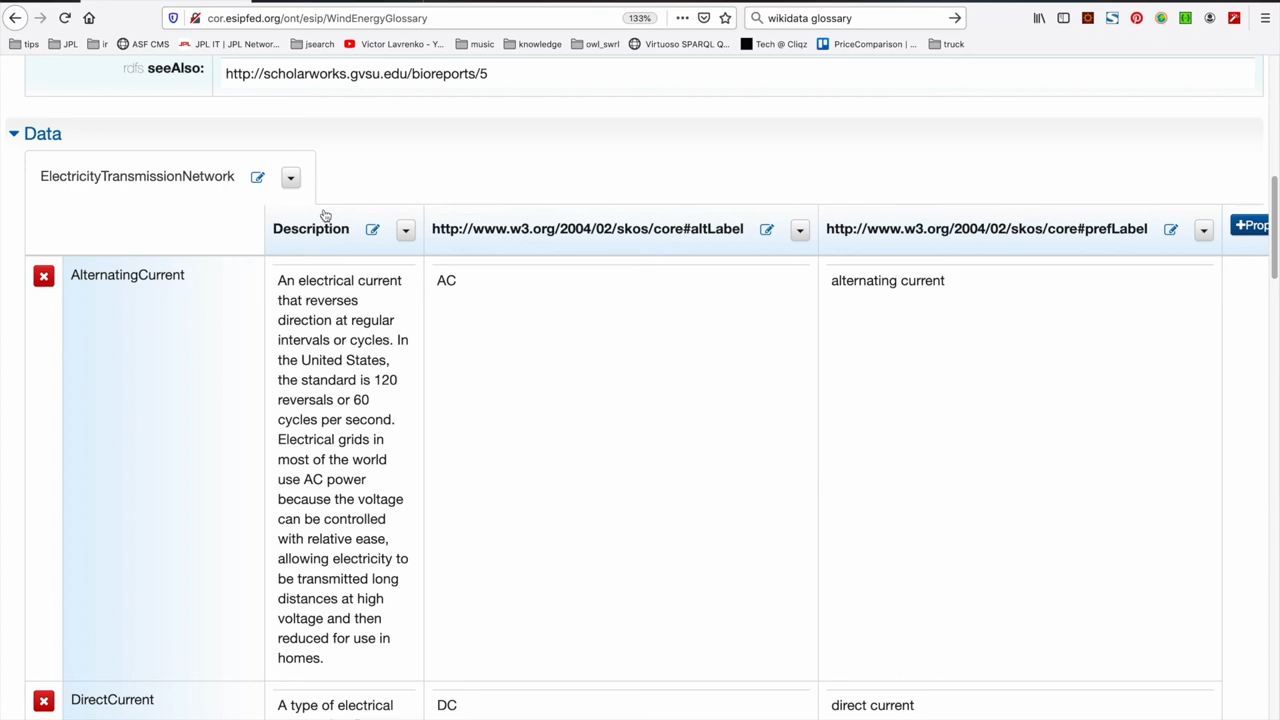 cor.esipfed.org/ont/esip/WindEnergyGlossary
133%
wikidata glossary
tips
JPL
ir
ASF CMS
JPL IT | JPL Networ...
jsearch
Victor Lavrenko - Y...
music
knowledge
owl_swrl
Virtuoso SPARQL Q...
Tech @ Cliqz
PriceComparison | ...
truck
rdfs seeAlso:
http://scholarworks.gvsu.edu/bioreports/5
Data
ElectricityTransmissionNetwork
Description
http://www.w3.org/2004/02/skos/core#altLabel
http://www.w3.org/2004/02/skos/core#prefLabel
+Prop
AlternatingCurrent
An electrical current
that reverses
direction at regular
intervals or cycles. In
the United States,
the standard is 120
reversals or 60
cycles per second.
Electrical grids in
most of the world
use AC power
because the voltage
can be controlled
with relative ease,
allowing electricity to
be transmitted long
distances at high
voltage and then
reduced for use in
homes.
AC
alternating current
DirectCurrent
A type of electrical
DC
direct current